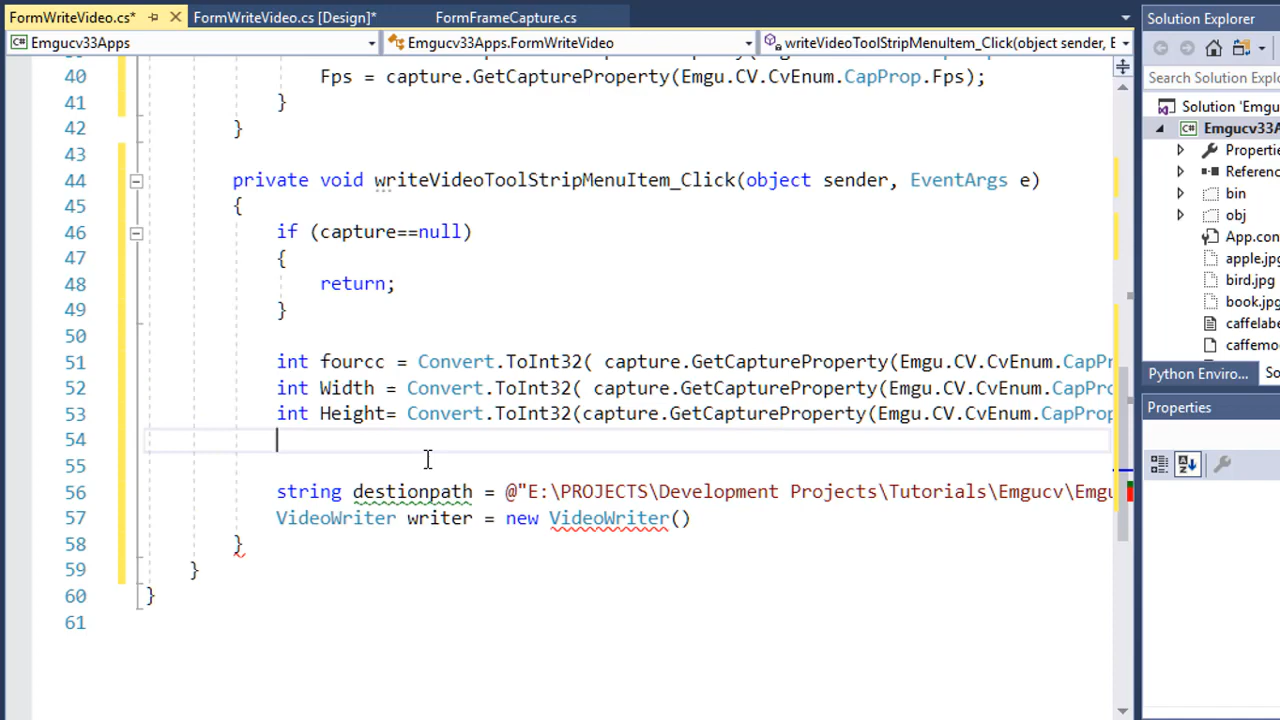 FormWriteVideo.cs*
FormWriteVideo.cs [Design]*
FormFrameCapture.cs
Solution Explorer
Emgucv33Apps
Emgucv33Apps.FormWriteVideo
writeVideoToolStripMenuItem_Click(object sender, E
Search Solution Explo
40 Fps = capture.GetCaptureProperty(Emgu.CV.CvEnum.CapProp.Fps);
41 }
42 }
43
44 private void writeVideoToolStripMenuItem_Click(object sender, EventArgs e)
45 {
46 if (capture==null)
47 {
48 return;
49 }
50
51 int fourcc = Convert.ToInt32( capture.GetCaptureProperty(Emgu.CV.CvEnum.CapPr
52 int Width = Convert.ToInt32( capture.GetCaptureProperty(Emgu.CV.CvEnum.CapPro
53 int Height= Convert.ToInt32(capture.GetCaptureProperty(Emgu.CV.CvEnum.CapProp
54
55
56 string destionpath = @"E:\PROJECTS\Development Projects\Tutorials\Emgucv\Emgu
57 VideoWriter writer = new VideoWriter()
58 }
59 }
60 }
61
Solution 'Emgu
C# Emgucv33A
Properti
Referenc
bin
obj
App.con
apple.jpg
bird.jpg
book.jpg
caffelabe
caffemo
Python Enviro...
So
Properties